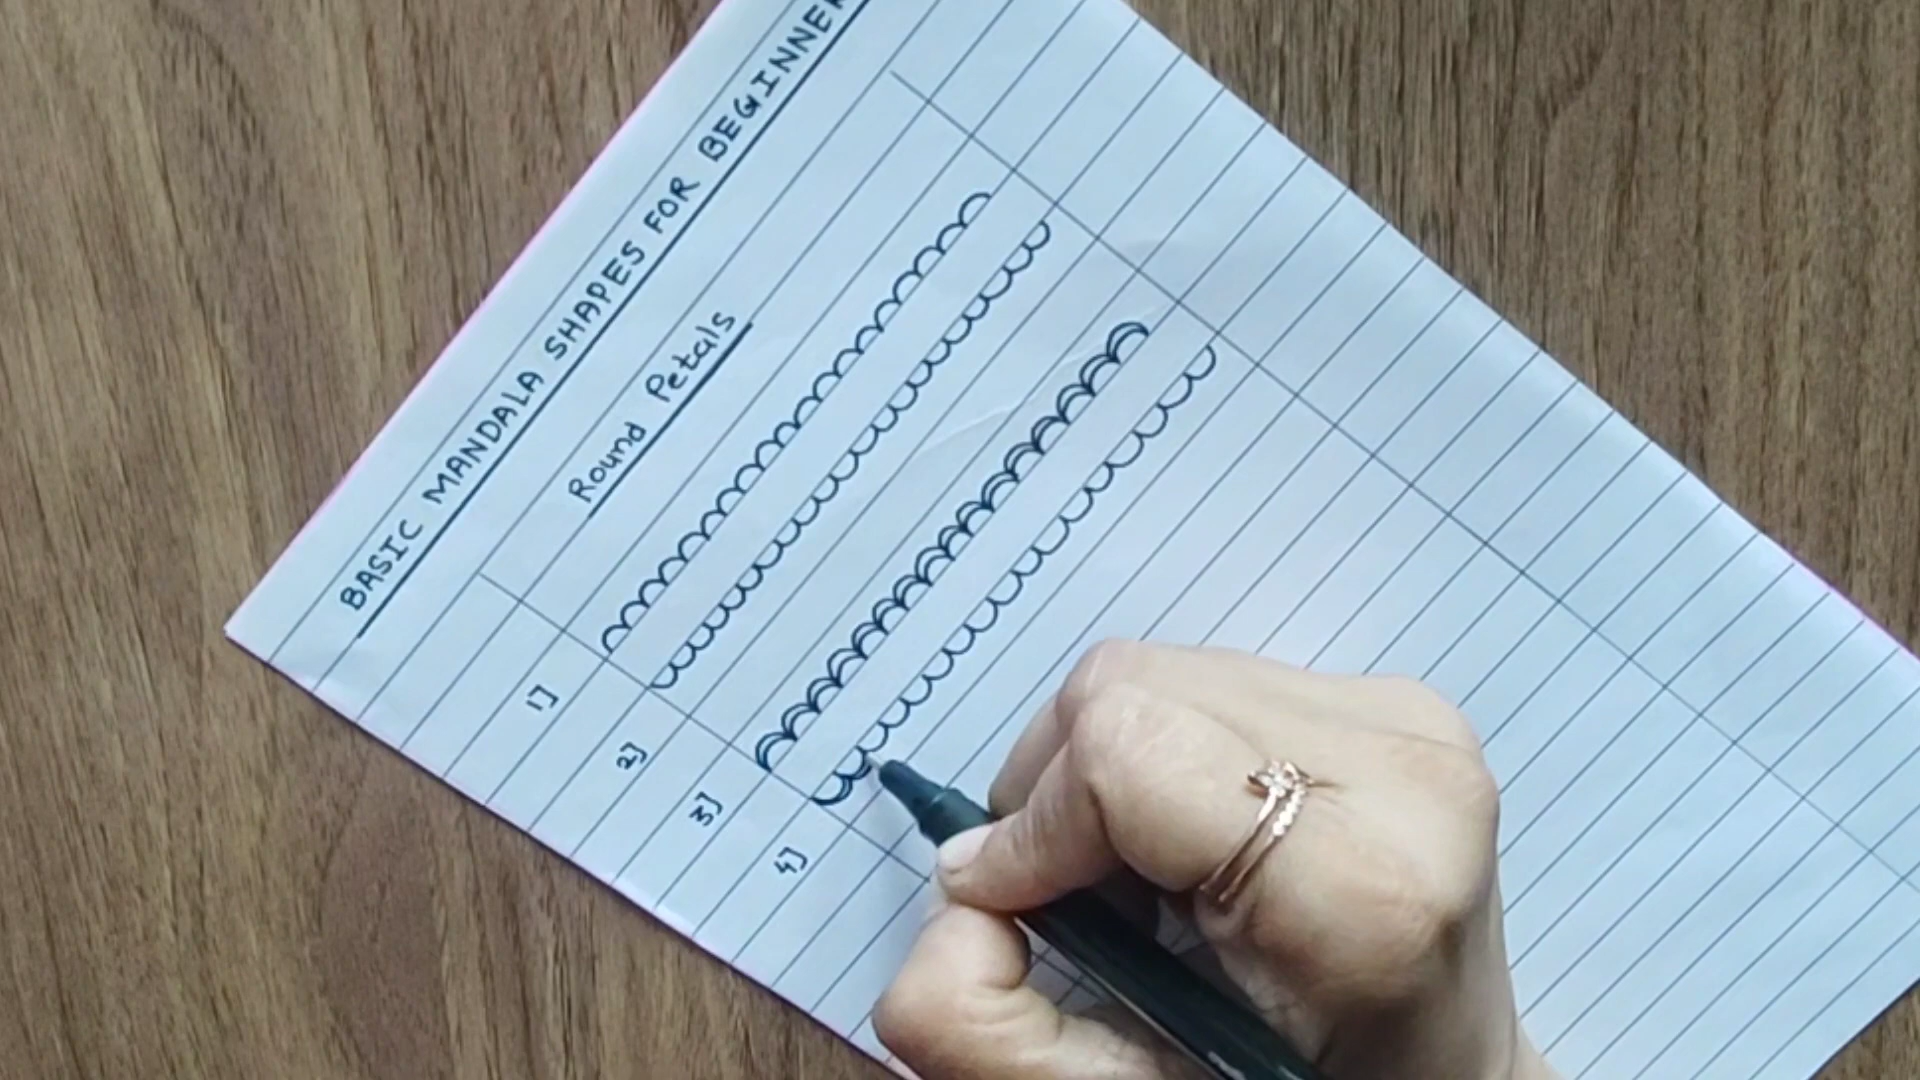 BASIC MANDALA SHAPES FOR BEGINNER
Round Petals
1]
2]
3]
4]